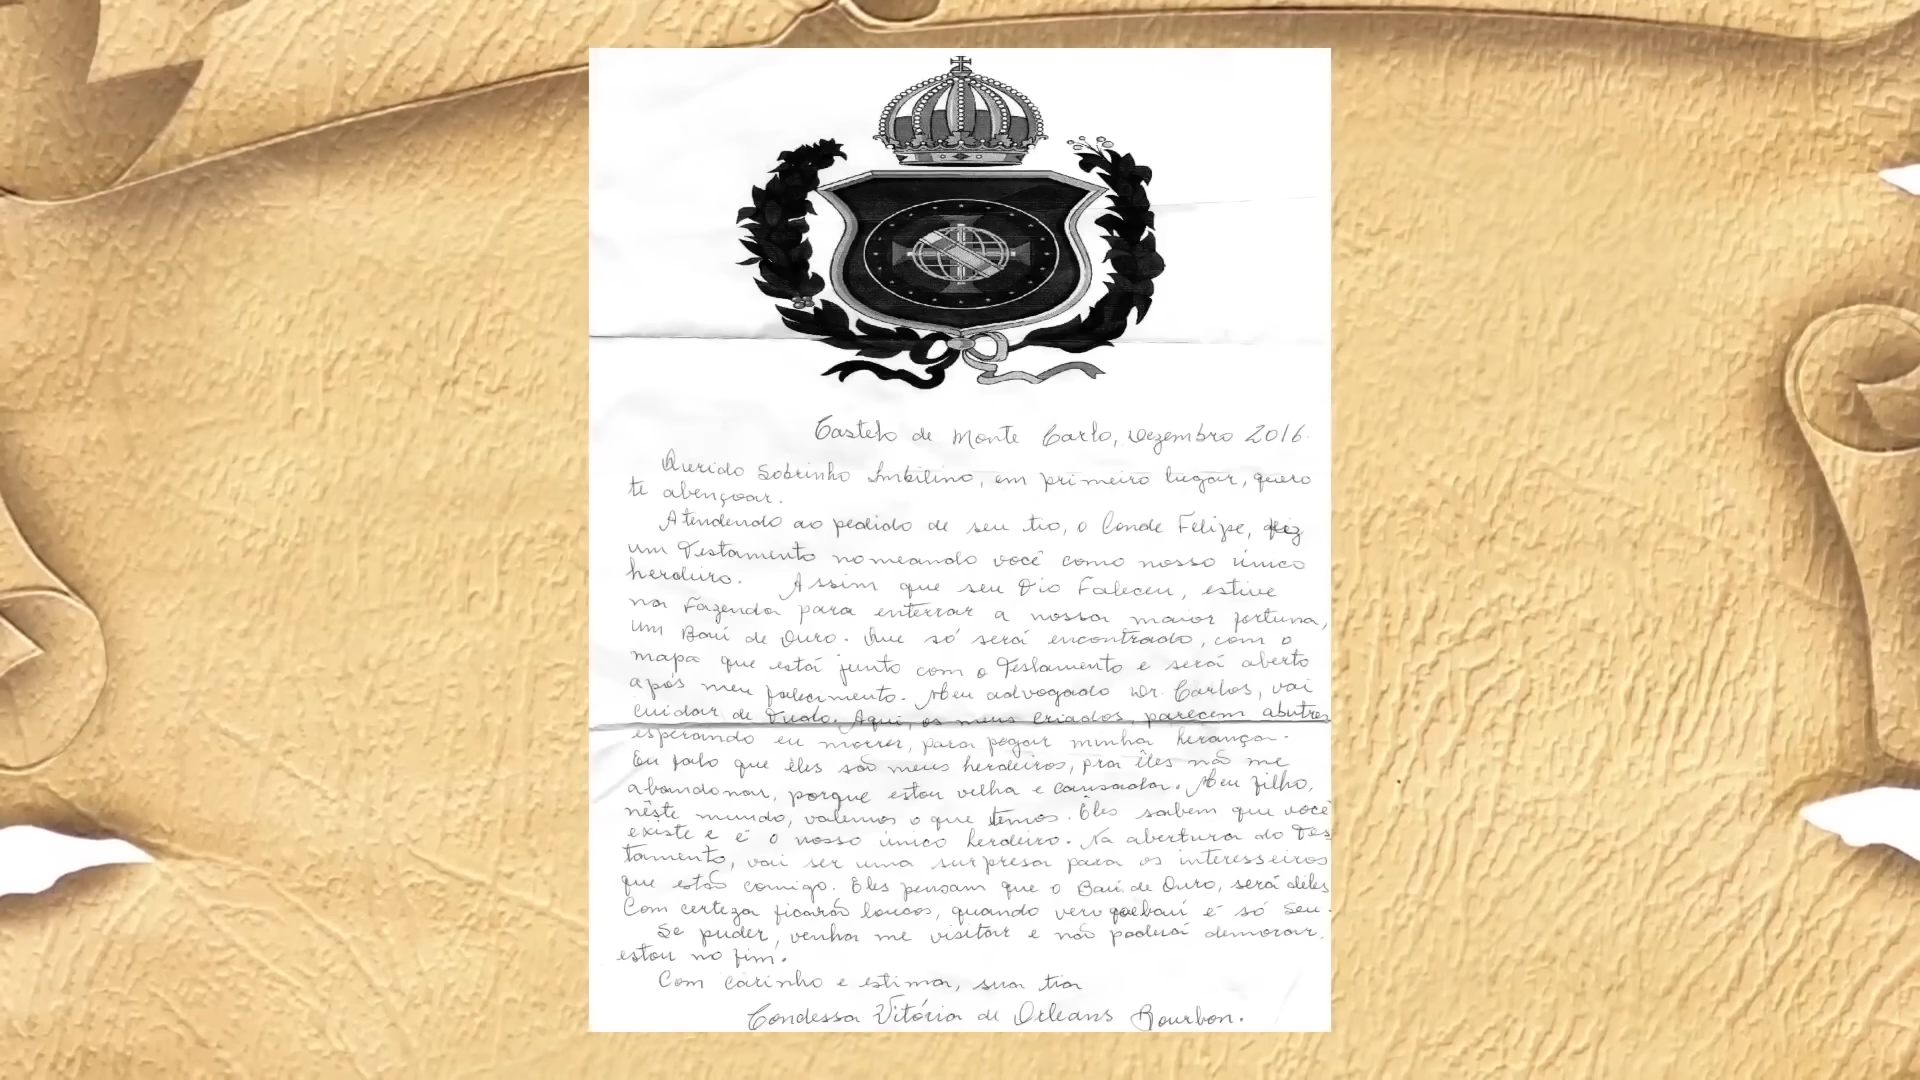 Castelo de Monte Carlo, Dezembro 2016.
Querido Sobrinho Imbilino, em primeiro lugar, quero
te abençoar.
Atendendo ao pedido de seu tio, o Conde Felipe, fiz
um Testamento nomeando você como nosso único
herdeiro. Assim que seu Tio Faleceu, estive
na Fazenda para enterrar a nossa maior fortuna,
um Baú de Ouro. Que só será encontrado, com o
mapa que está junto com o Testamento e será aberto
após meu falecimento. Meu advogado Dr. Carlos, vai
cuidar de Tudo. Aqui, os meus criados, parecem abutres
esperando eu morrer, para pegar minha herança.
Eu falo que êles são meus herdeiros, pra êles não me
abandonar, porque estou velha e cansada. Meu filho,
nêste mundo, valemos o que temos. Êles sabem que você
existe e é o nosso único herdeiro. Na abertura do Tes
tamento, vai ser uma surpresa para os interesseiros
que estão comigo. Eles pensam que o Baú de Ouro, será dêles
Com certeza ficarão loucos, quando ver que baú é só seu.
Se puder, venha me visitar e não poderá demorar,
estou no fim.
Com carinho e estima, sua tia
Condessa Vitória de Orleans Bourbon.